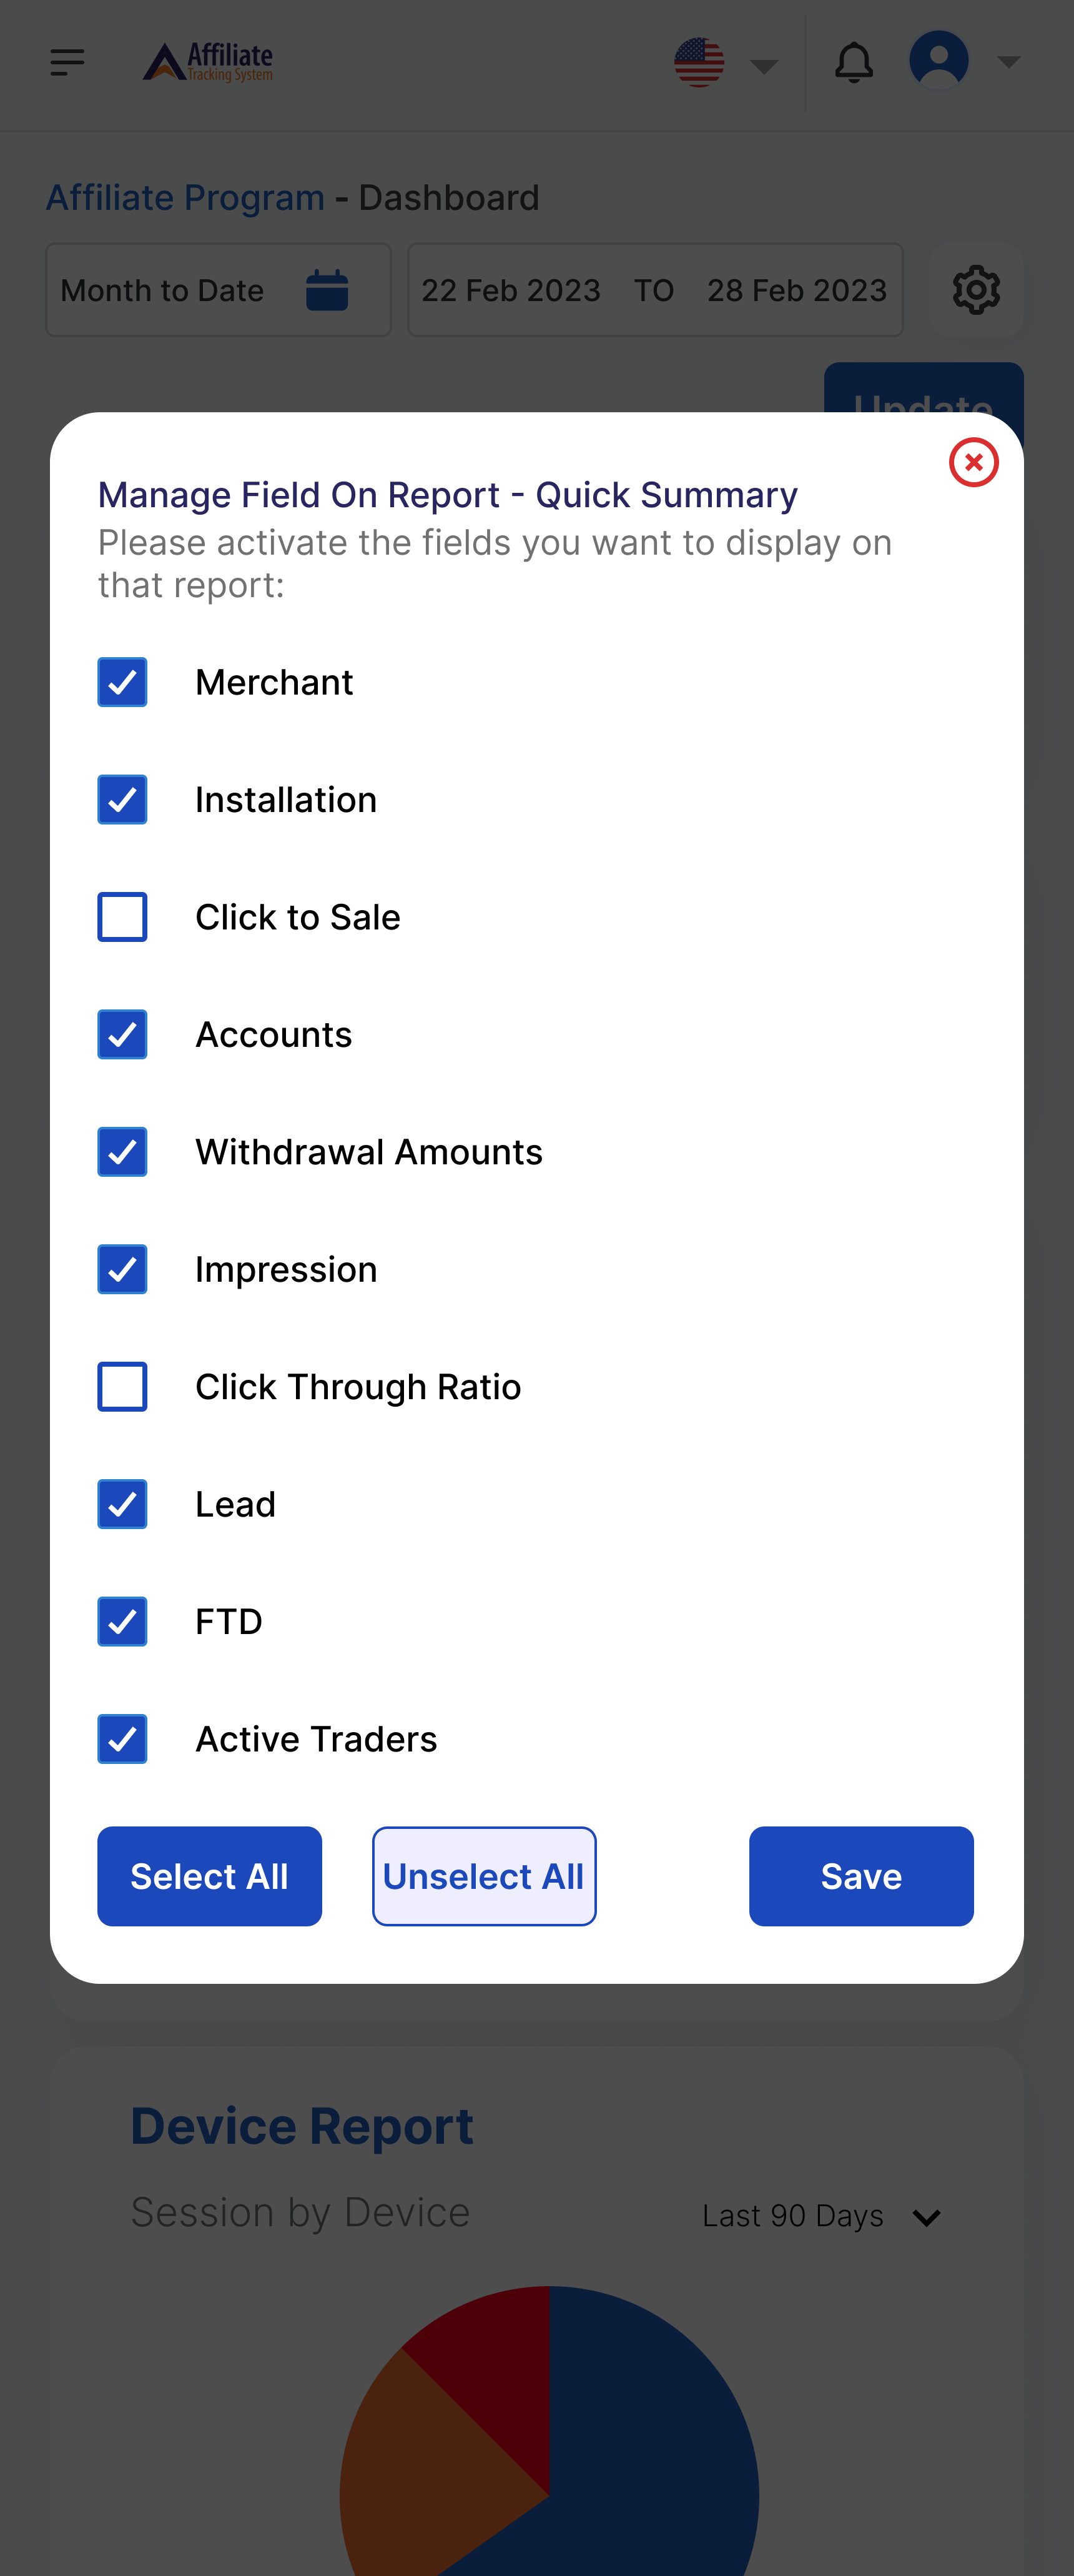 Affiliate
Tracking System
Affiliate Program - Dashboard
Month to Date
22 Feb 2023 TO 28 Feb 2023
Update
Manage Field On Report - Quick Summary
Please activate the fields you want to display on
that report:
Merchant
Installation
Click to Sale
Accounts
Withdrawal Amounts
Impression
Click Through Ratio
Lead
FTD
Active Traders
Select All
Unselect All
Save
Device Report
Session by Device
Last 90 Days